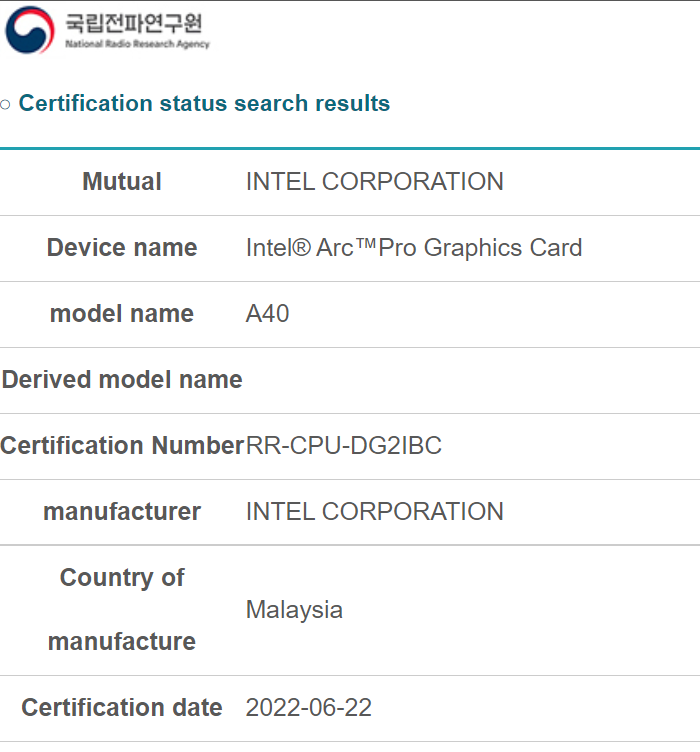 국립전파연구원
National Radio Research Agency
○ Certification status search results
Mutual INTEL CORPORATION
Device name Intel® Arc™Pro Graphics Card
model name A40
Derived model name
Certification Number RR-CPU-DG2IBC
manufacturer INTEL CORPORATION
Country of
manufacture Malaysia
Certification date 2022-06-22